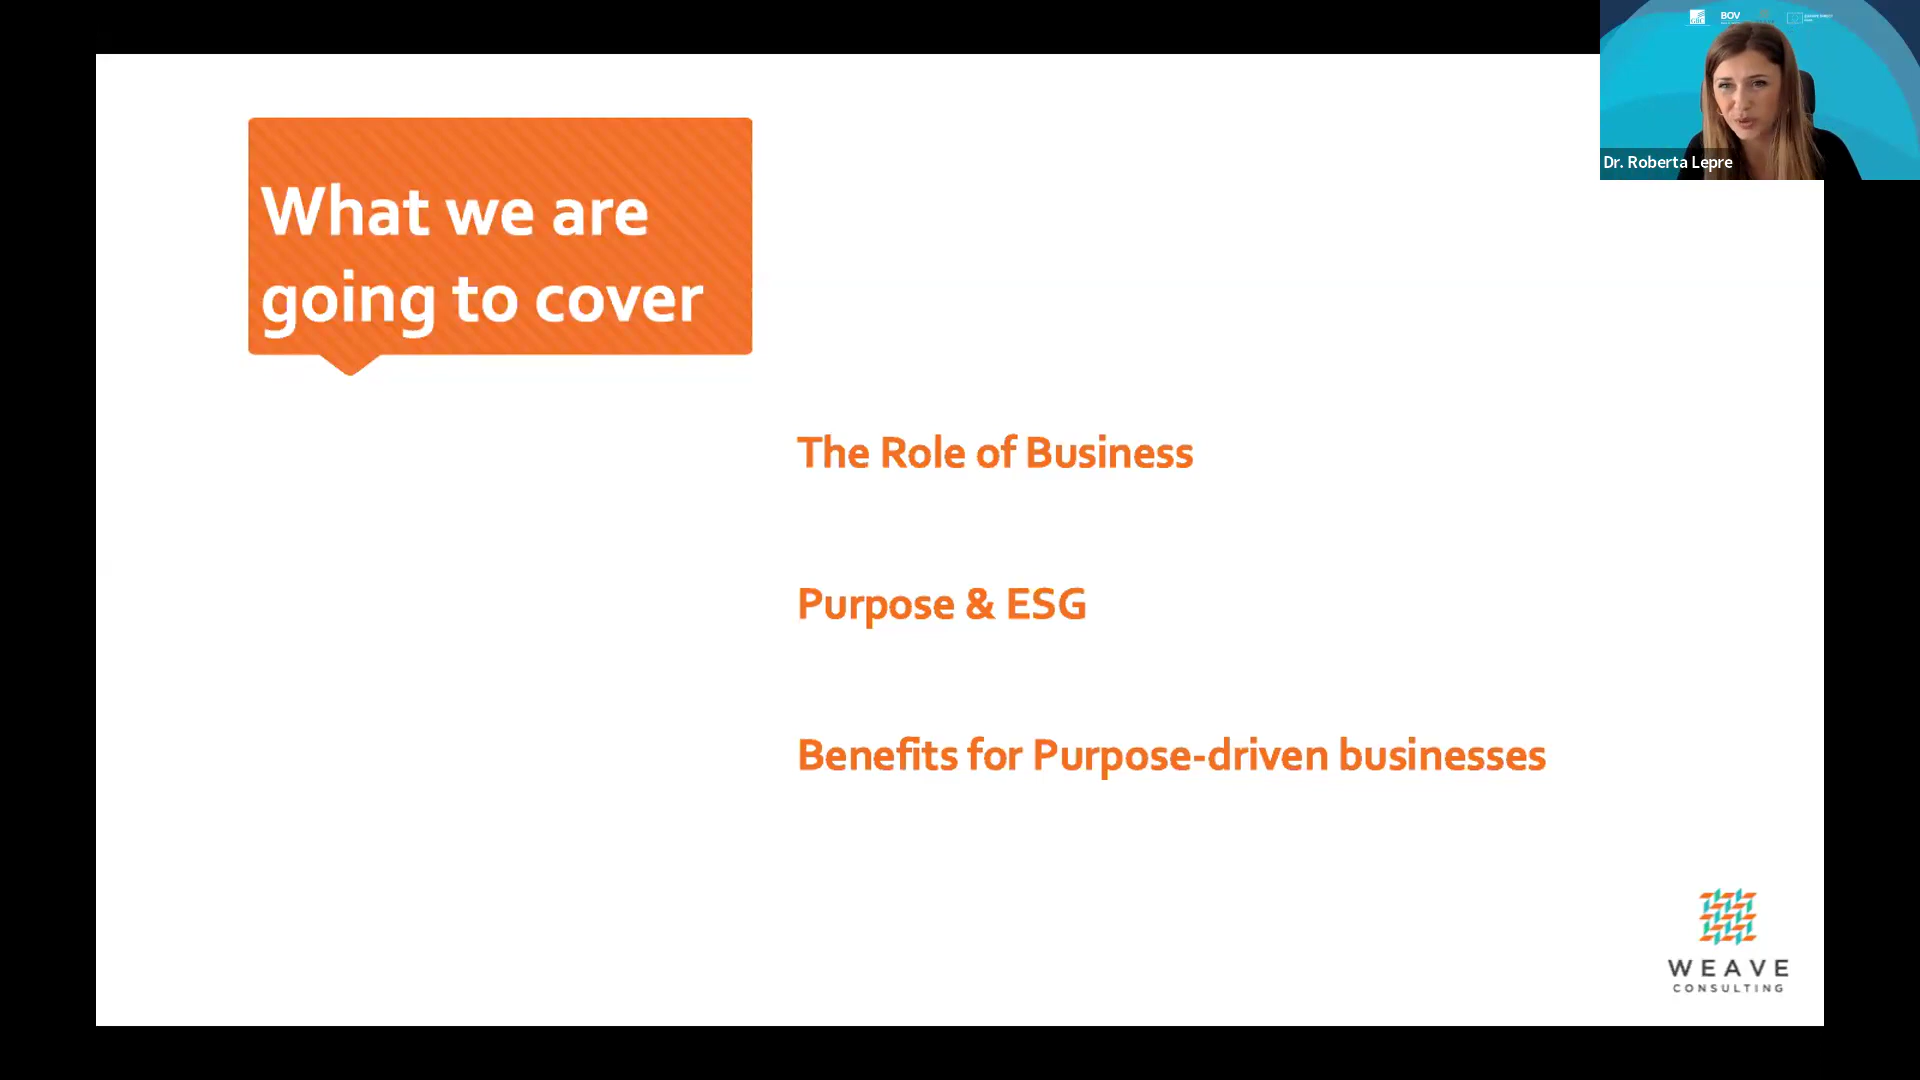 BOV
Dr. Roberta Lepre
What we are
going to cover
The Role of Business
Purpose & ESG
Benefits for Purpose-driven businesses
WEAVE
CONSULTING